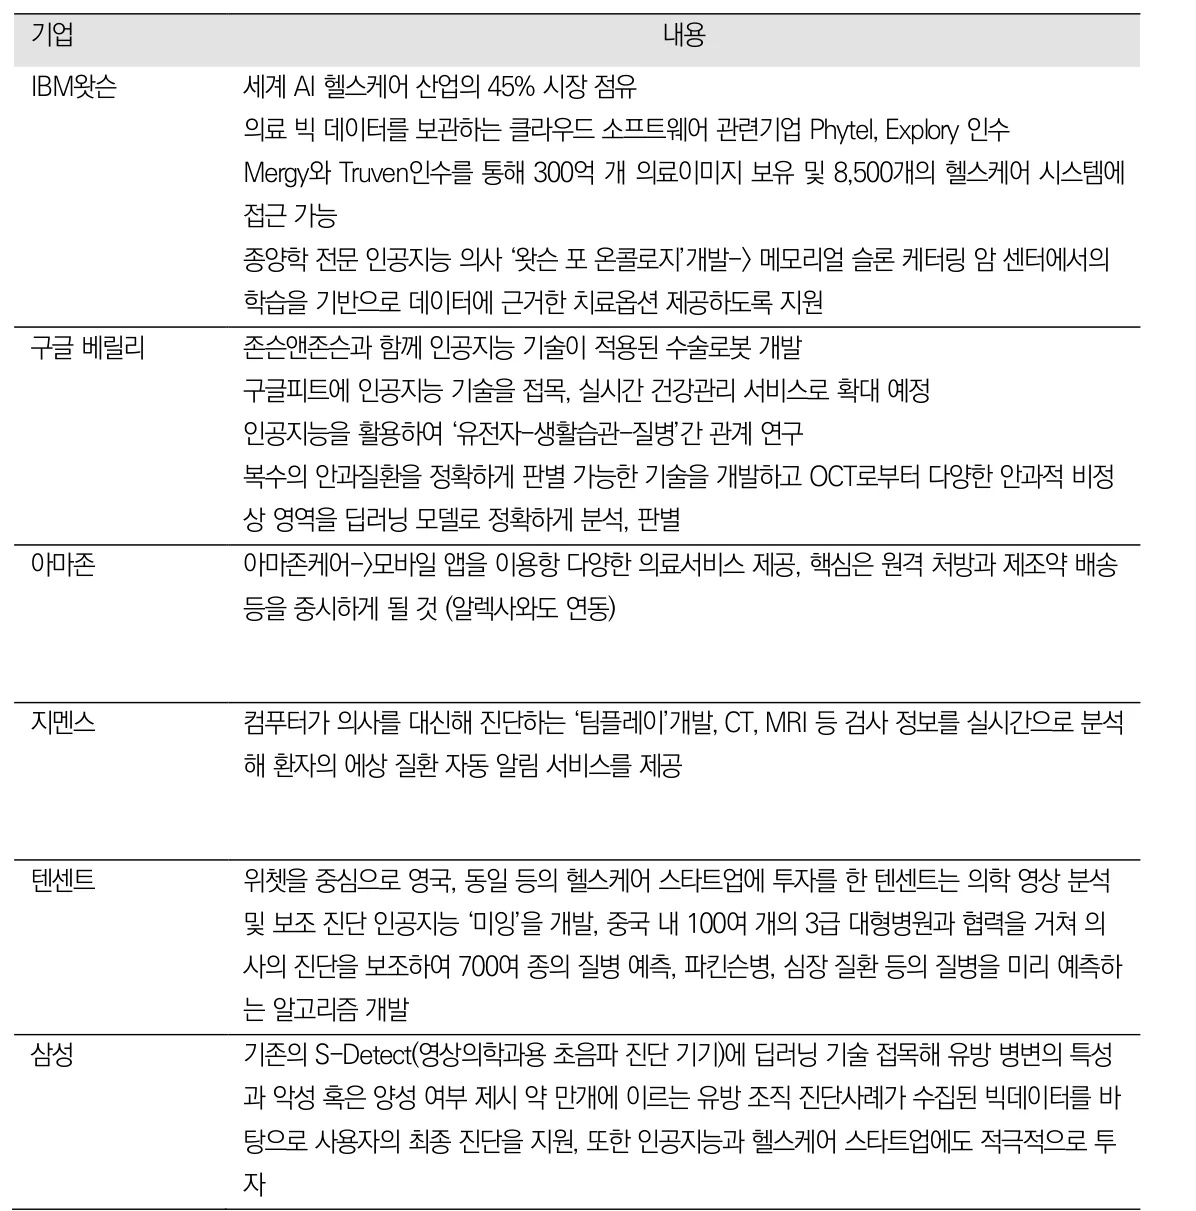 기업 내용
IBM왓슨 세계 AI 헬스케어 산업의 45% 시장 점유
의료 빅 데이터를 보관하는 클라우드 소프트웨어 관련기업 Phytel, Explory 인수
Mergy와 Truven인수를 통해 300억 개 의료이미지 보유 및 8,500개의 헬스케어 시스템에
접근 가능
종양학 전문 인공지능 의사 ‘왓슨 포 온콜로지’개발-> 메모리얼 슬론 케터링 암 센터에서의
학습을 기반으로 데이터에 근거한 치료옵션 제공하도록 지원
구글 베릴리 존슨앤존슨과 함께 인공지능 기술이 적용된 수술로봇 개발
구글피트에 인공지능 기술을 접목, 실시간 건강관리 서비스로 확대 예정
인공지능을 활용하여 ‘유전자-생활습관-질병’간 관계 연구
복수의 안과질환을 정확하게 판별 가능한 기술을 개발하고 OCT로부터 다양한 안과적 비정
상 영역을 딥러닝 모델로 정확하게 분석, 판별
아마존 아마존케어->모바일 앱을 이용항 다양한 의료서비스 제공, 핵심은 원격 처방과 제조약 배송
등을 중시하게 될 것 (알렉사와도 연동)
지멘스 컴푸터가 의사를 대신해 진단하는 ‘팀플레이’개발, CT, MRI 등 검사 정보를 실시간으로 분석
해 환자의 에상 질환 자동 알림 서비스를 제공
텐센트 위쳇을 중심으로 영국, 동일 등의 헬스케어 스타트업에 투자를 한 텐센트는 의학 영상 분석
및 보조 진단 인공지능 ‘미잉’을 개발, 중국 내 100여 개의 3급 대형병원과 협력을 거쳐 의
사의 진단을 보조하여 700여 종의 질병 예측, 파킨슨병, 심장 질환 등의 질병을 미리 예측하
는 알고리즘 개발
삼성 기존의 S-Detect(영상의학과용 초음파 진단 기기)에 딥러닝 기술 접목해 유방 병변의 특성
과 악성 혹은 양성 여부 제시 약 만개에 이르는 유방 조직 진단사례가 수집된 빅데이터를 바
탕으로 사용자의 최종 진단을 지원, 또한 인공지능과 헬스케어 스타트업에도 적극적으로 투
자